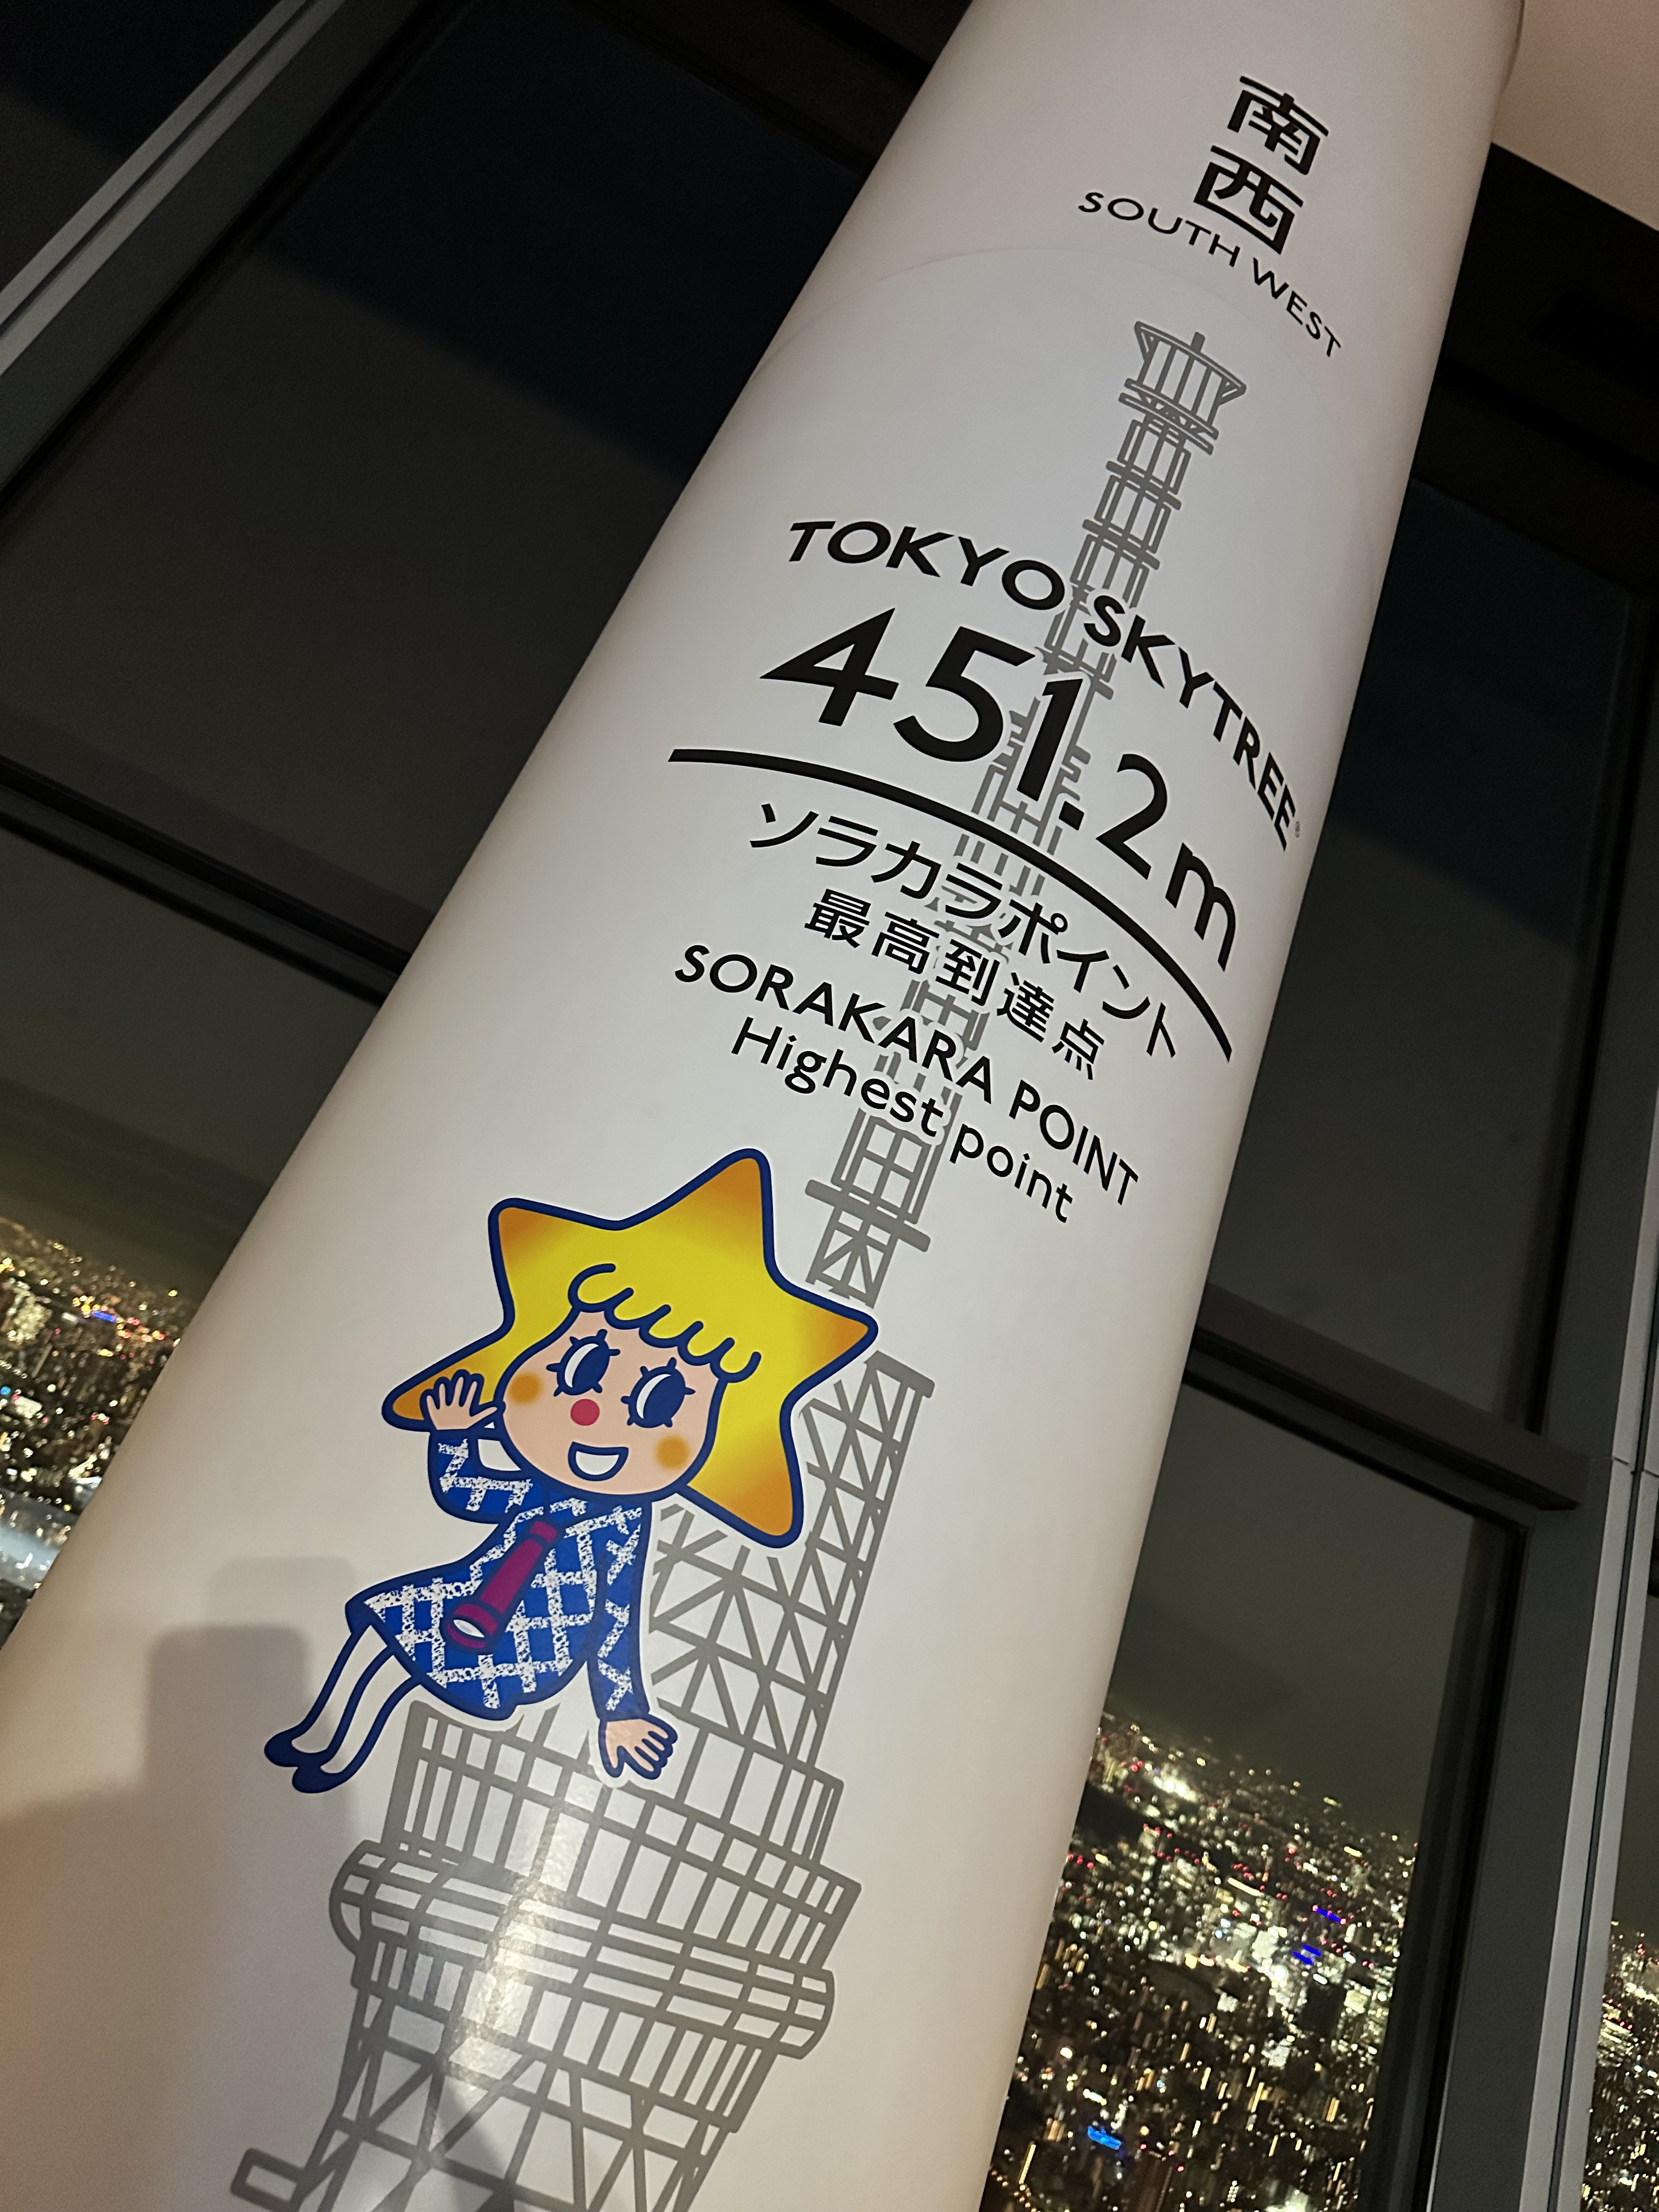 南西
SOUTH WEST
TOKYO SKYTREE®
451.2m
ソラカラポイント
最高到達点
SORAKARA POINT
Highest point